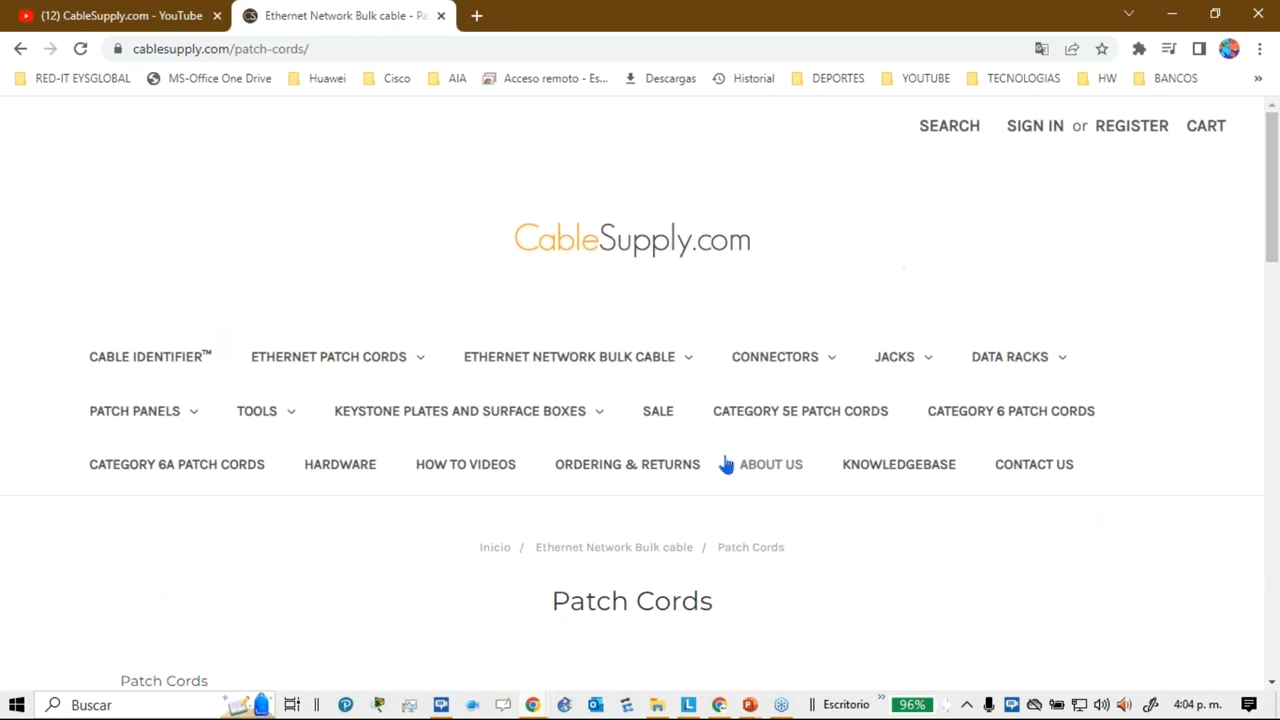 (12) CableSupply.com - YouTube
Ethernet Network Bulk cable - Pa
cablesupply.com/patch-cords/
RED-IT EYSGLOBAL MS-Office One Drive Huawei Cisco AIA Acceso remoto - Es... Descargas Historial DEPORTES YOUTUBE TECNOLOGIAS HW BANCOS »
SEARCH SIGN IN or REGISTER CART
CableSupply.com
CABLE IDENTIFIER™ ETHERNET PATCH CORDS ETHERNET NETWORK BULK CABLE CONNECTORS JACKS DATA RACKS
PATCH PANELS TOOLS KEYSTONE PLATES AND SURFACE BOXES SALE CATEGORY 5E PATCH CORDS CATEGORY 6 PATCH CORDS
CATEGORY 6A PATCH CORDS HARDWARE HOW TO VIDEOS ORDERING & RETURNS ABOUT US KNOWLEDGEBASE CONTACT US
Inicio / Ethernet Network Bulk cable / Patch Cords
Patch Cords
Patch Cords
Buscar Escritorio » 96% 4:04 p. m.